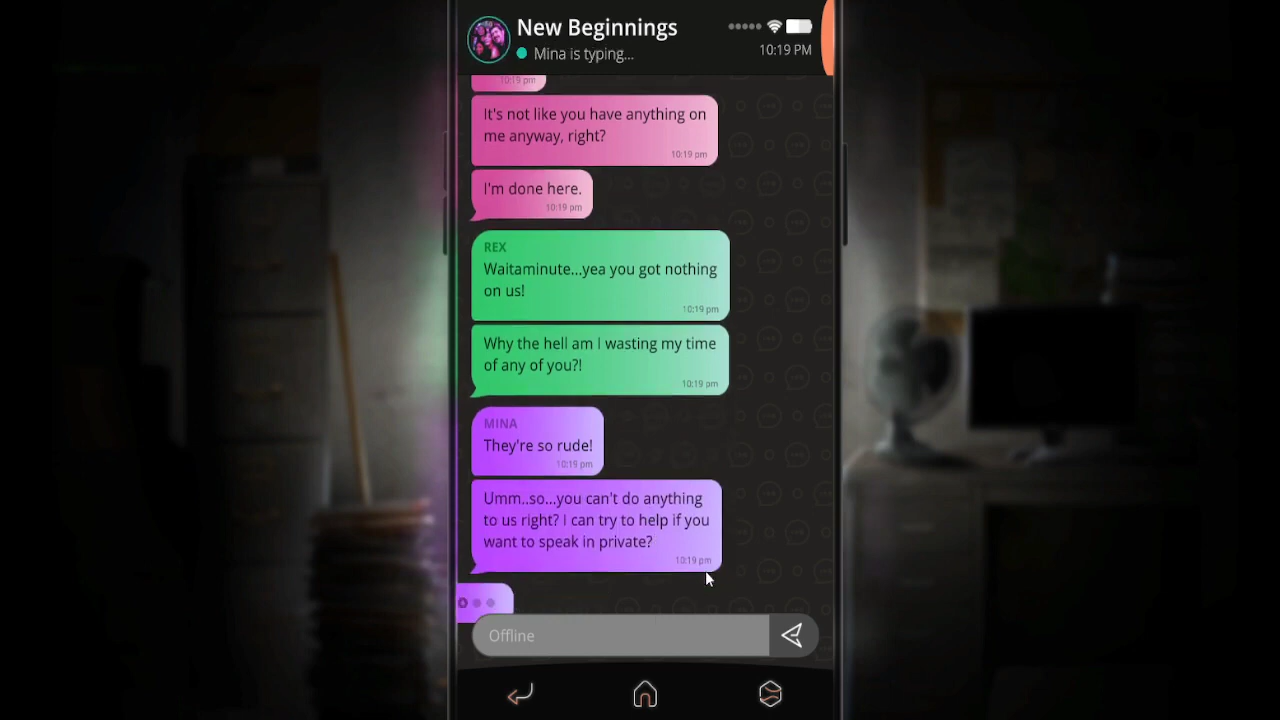 New Beginnings
Mina is typing...
10:19 PM
10:19 pm
It's not like you have anything on
me anyway, right?
10:19 pm
I'm done here.
10:19 pm
REX
Waitaminute...yea you got nothing
on us!
10:19 pm
Why the hell am I wasting my time
of any of you?!
10:19 pm
MINA
They're so rude!
10:19 pm
Umm..so...you can't do anything
to us right? I can try to help if you
want to speak in private?
10:19 pm
Offline